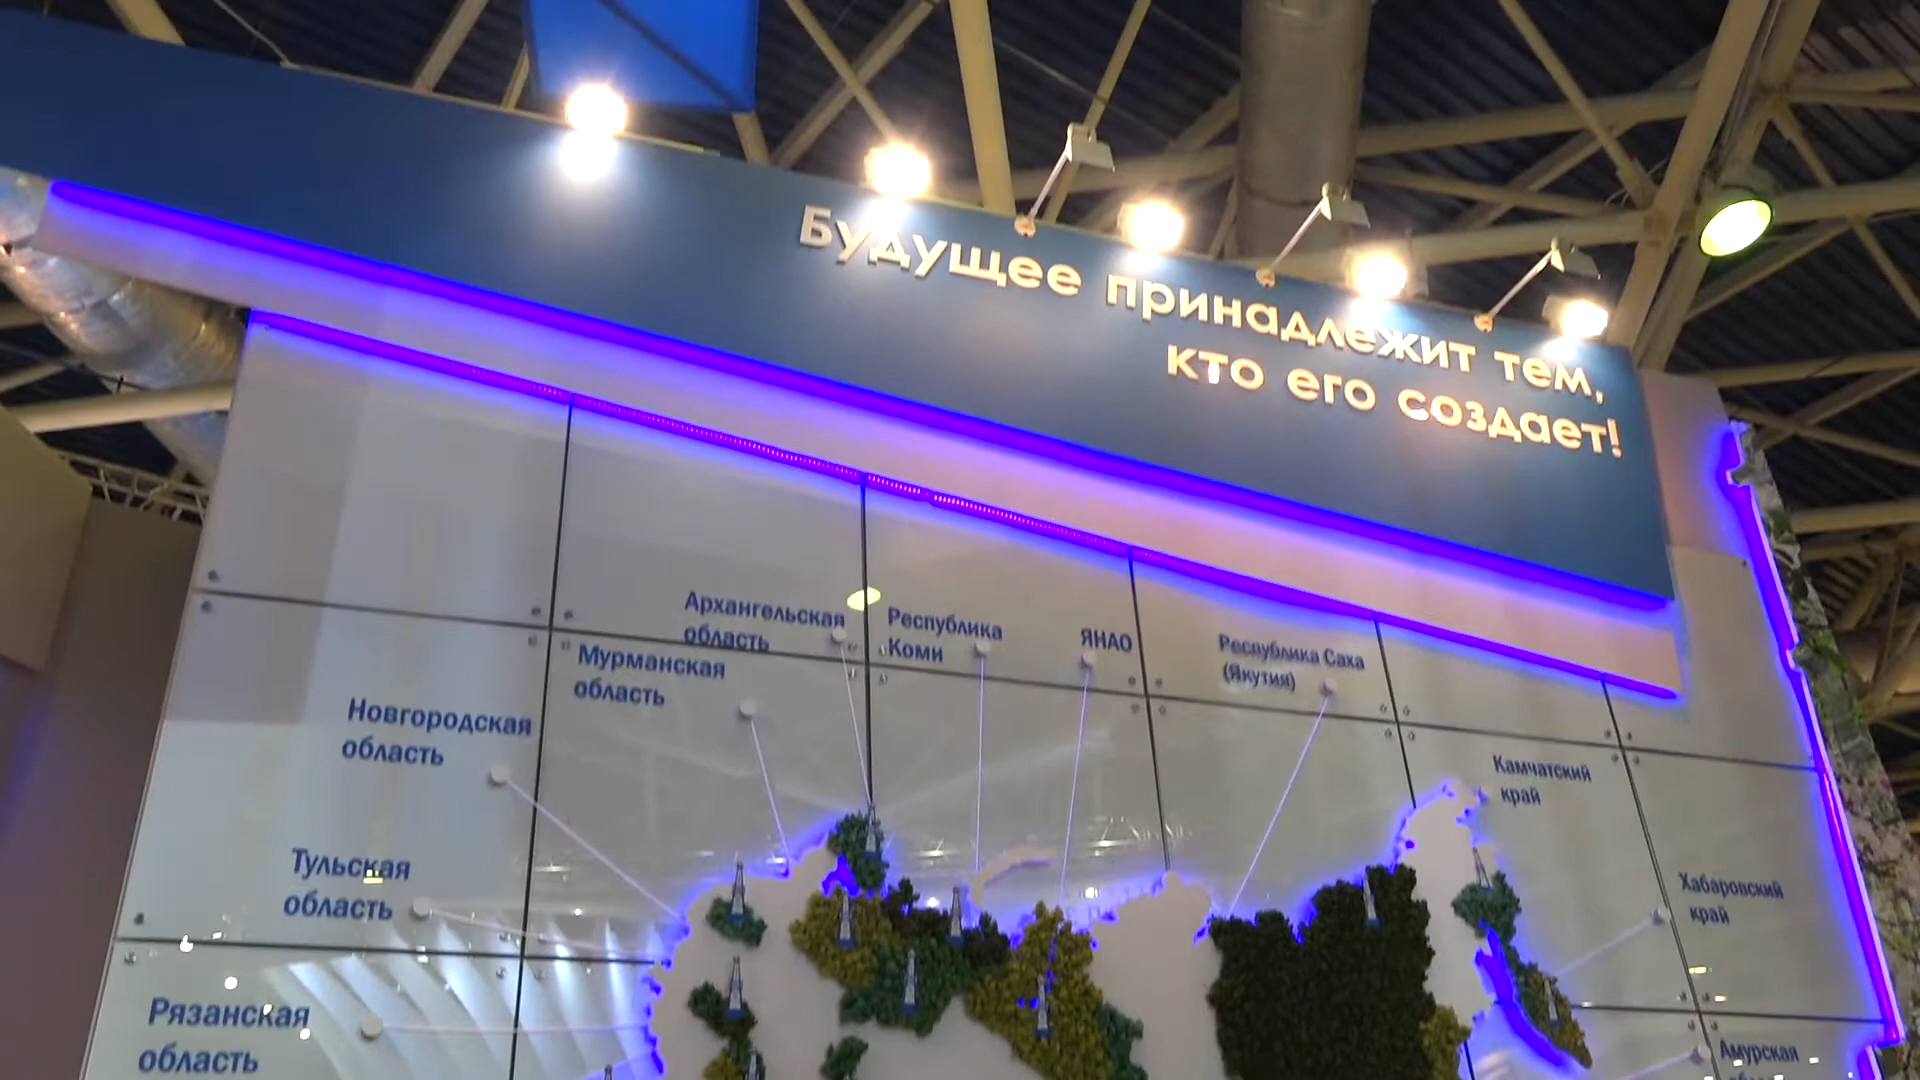 Будущее принадлежит тем,
кто его создает!
Архангельская
область
Республика
Коми
ЯНАО
Республика Саха
(Якутия)
Мурманская
область
Новгородская
область
Камчатский
край
Тульская
область
Хабаровский
край
Рязанская
область
Амурская